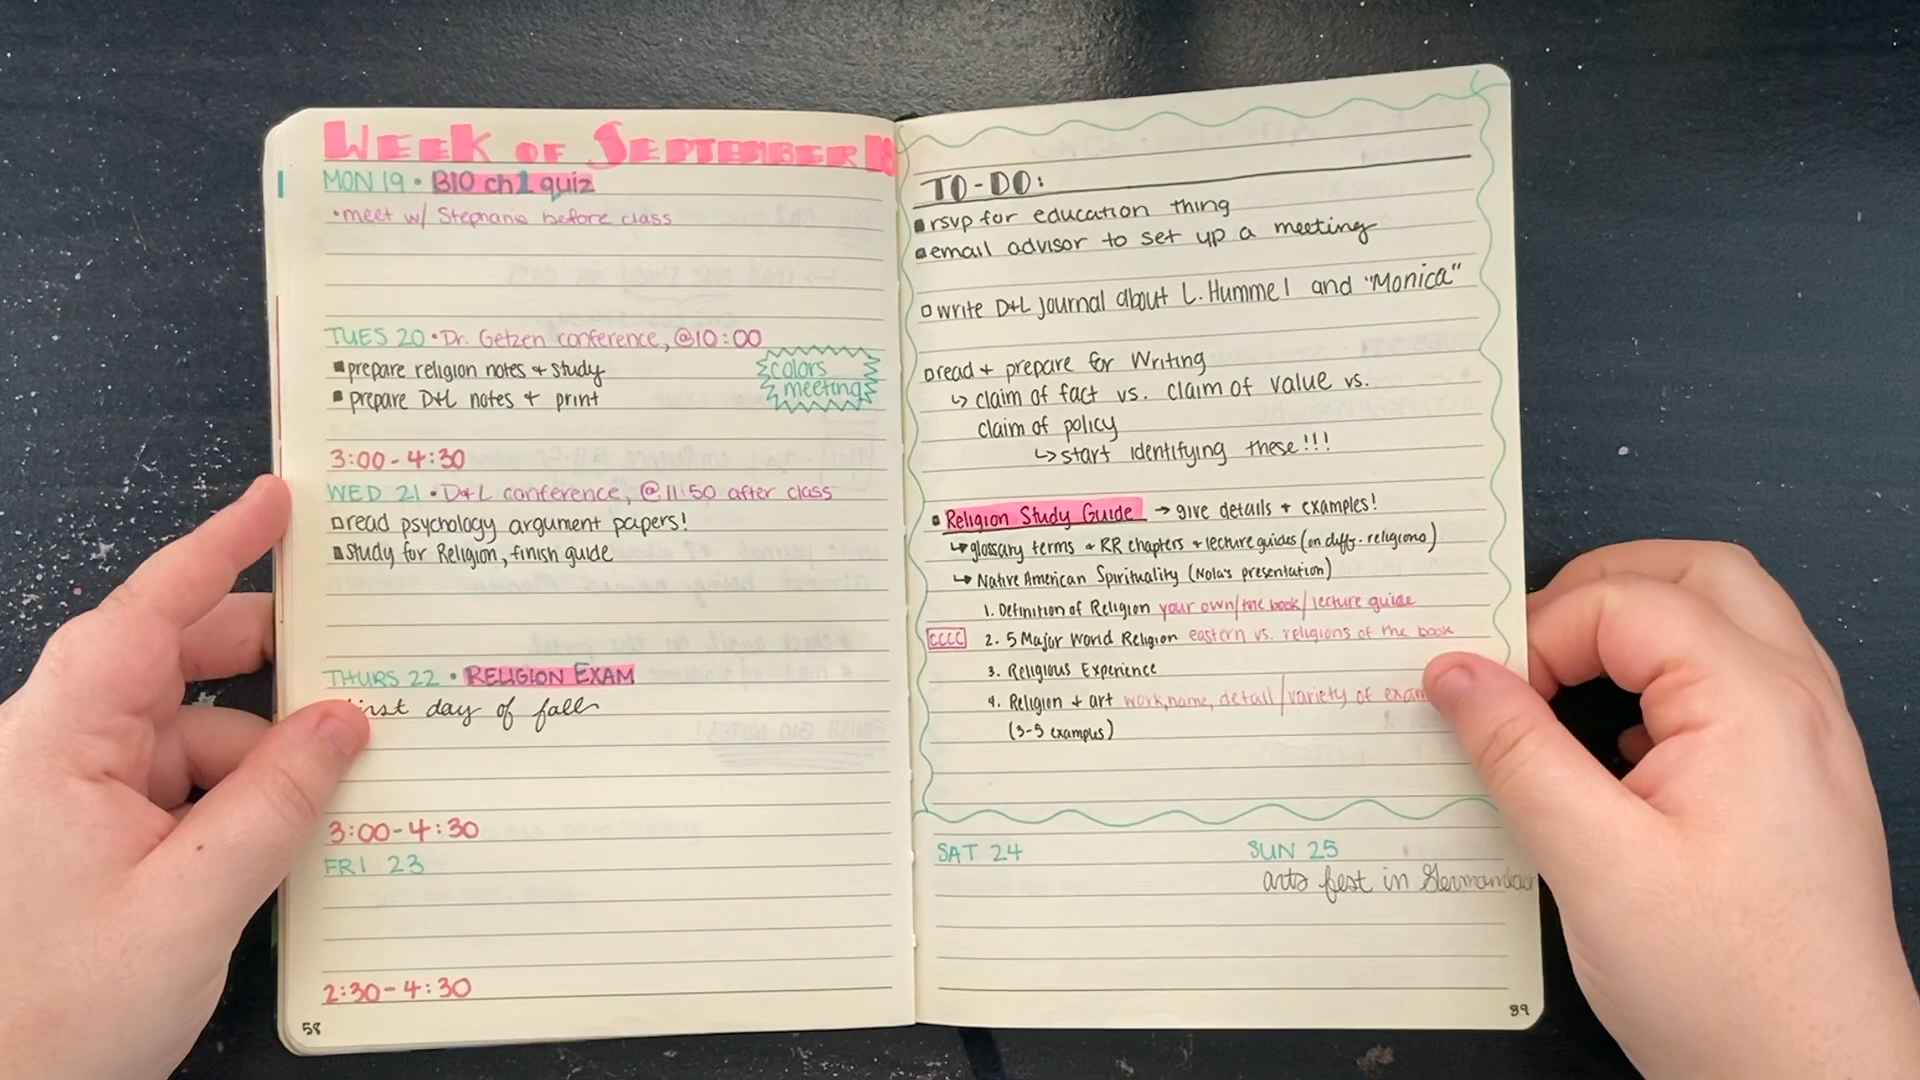 WEEK OF SEPTEMBER 18
MON 19 • BIO ch 1 quiz
• meet w/ Stephanie before class
TUES 20 • Dr. Getzen conference, @10:00
■ prepare religion notes + study
■ prepare D+L notes + print
colors
meeting
3:00-4:30
WED 21 • D+L conference, @ 11:50 after class
□ read psychology argument papers!
■ study for Religion, finish guide
THURS 22 • RELIGION EXAM
first day of fall
3:00-4:30
FRI 23
2:30-4:30
58
TO-DO:
■ rsvp for education thing
■ email advisor to set up a meeting
□ write D+L journal about L. Hummel and "Monica"
□ read + prepare for Writing
↳ claim of fact vs. claim of value vs.
claim of policy
↳ start identifying these!!!
▪ Religion Study Guide → give details + examples!
↳ glossary terms + RR chapters + lecture guides (on diff. religions)
↳ Native American Spirituality (Nola's presentation)
1. Definition of Religion your own/the book/lecture guide
CCCC 2. 5 Major World Religion eastern vs. religions of the book
3. Religious Experience
4. Religion + art work, name, detail/variety of exam
(3-5 examples)
SAT 24
SUN 25
arts fest in